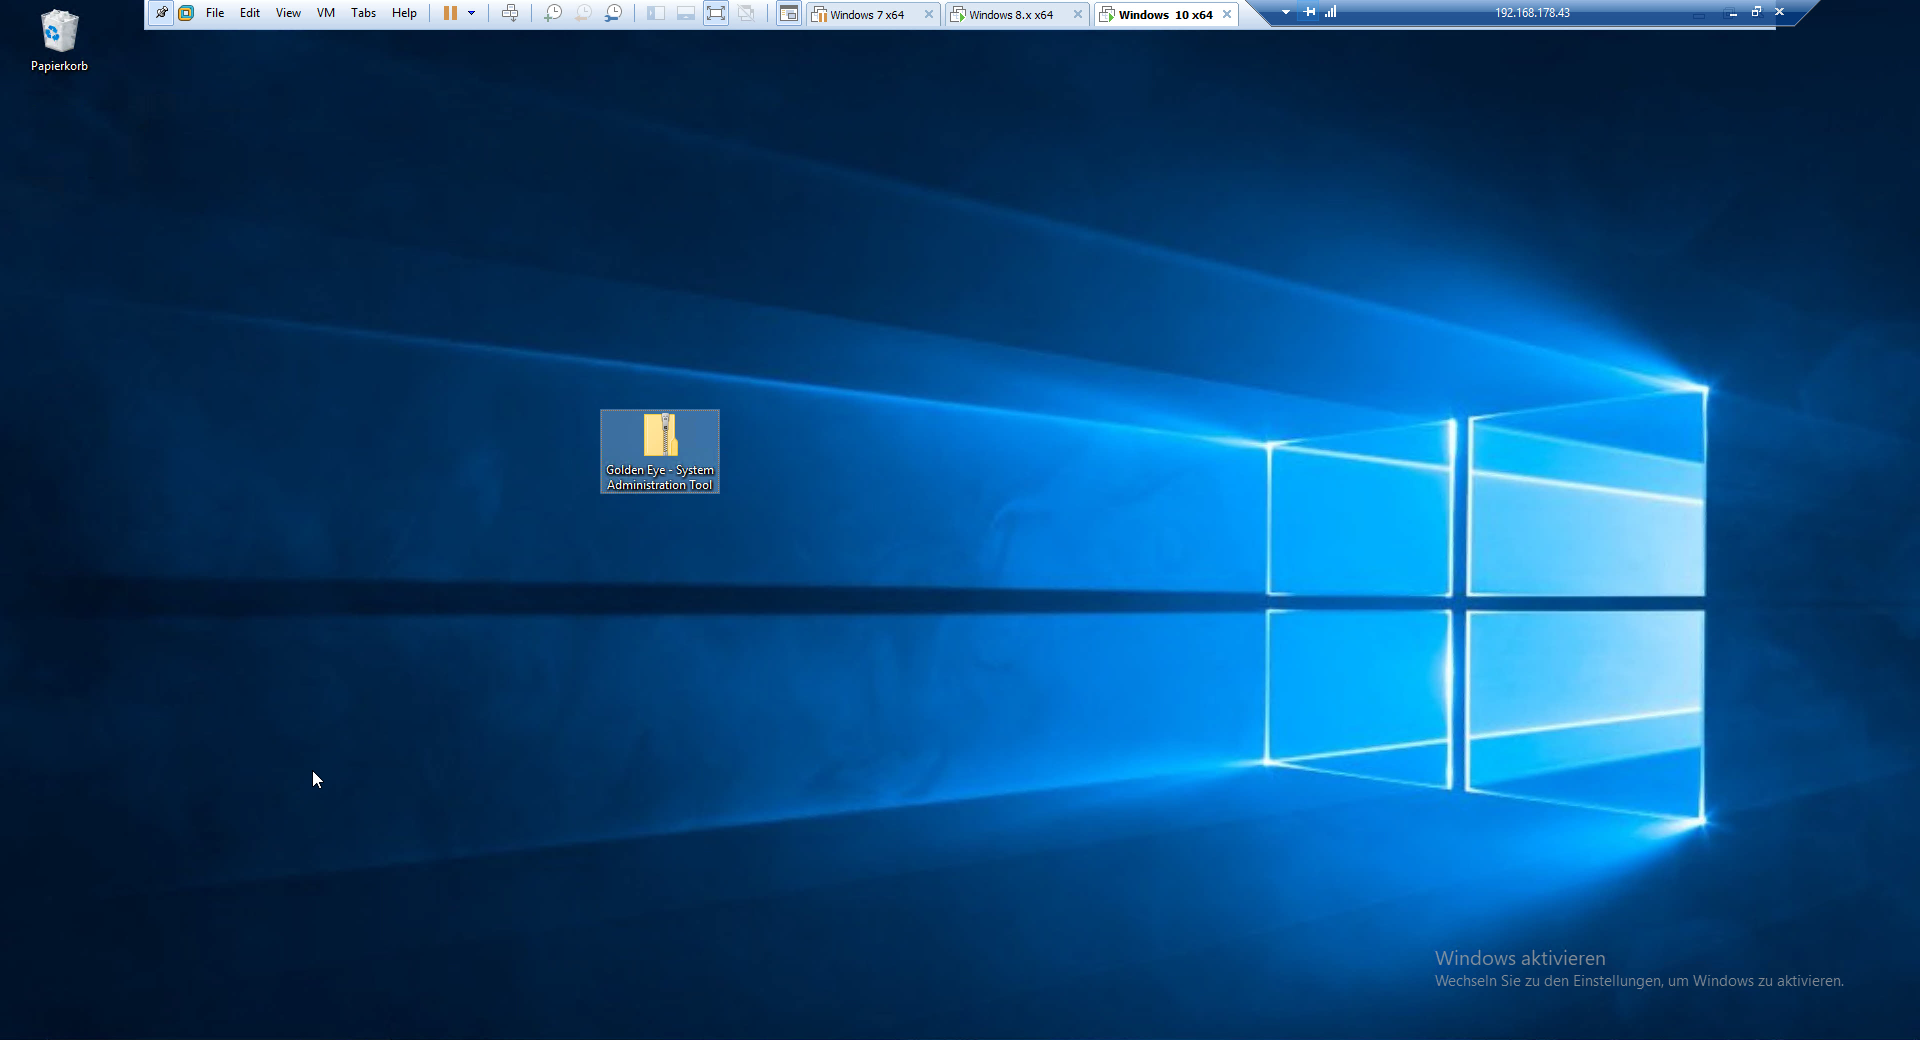 File Edit View VM Tabs Help Windows 7 x64 Windows 8.x x64 Windows 10 x64 192.168.178.43
Papierkorb
Golden Eye - System
Administration Tool
Windows aktivieren
Wechseln Sie zu den Einstellungen, um Windows zu aktivieren.